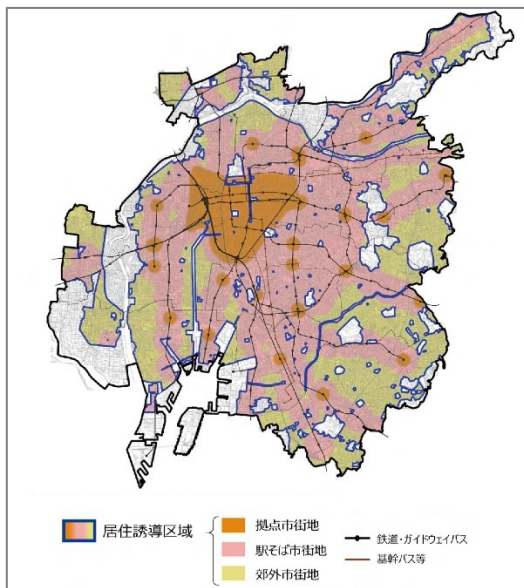 居住誘導区域
拠点市街地
駅そば市街地
郊外市街地
鉄道・ガイドウェイバス
基幹バス等